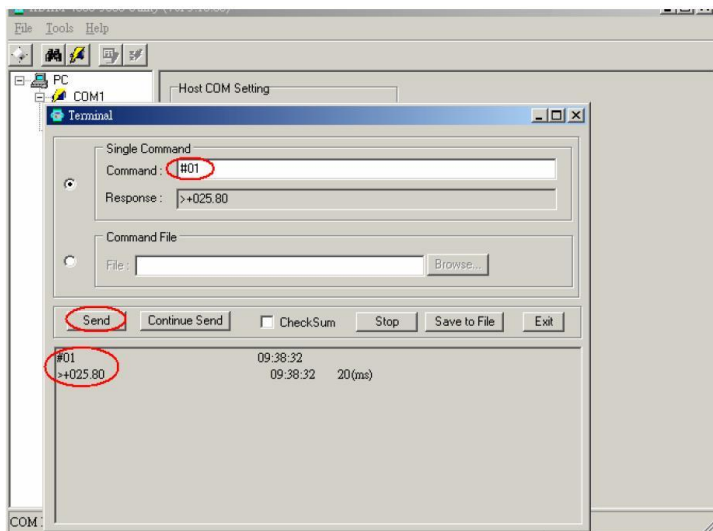 File Tools Help
PC
COM1
Host COM Setting
Terminal
Single Command
Command : #01
Response : >+025.80
Command File
File : Browse...
Send Continue Send CheckSum Stop Save to File Exit
#01 09:38:32
>+025.80 09:38:32 20(ms)
COM